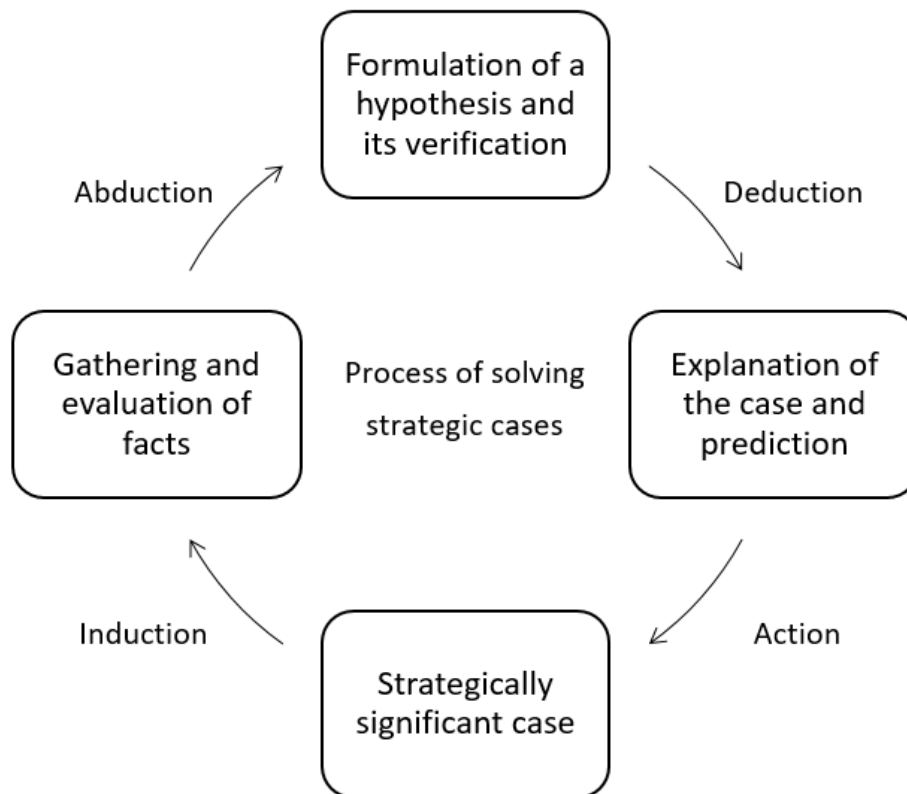 Formulation of a
hypothesis and
its verification
Abduction
Deduction
Gathering and
evaluation of
facts
Process of solving
strategic cases
Explanation of
the case and
prediction
Induction
Action
Strategically
significant case